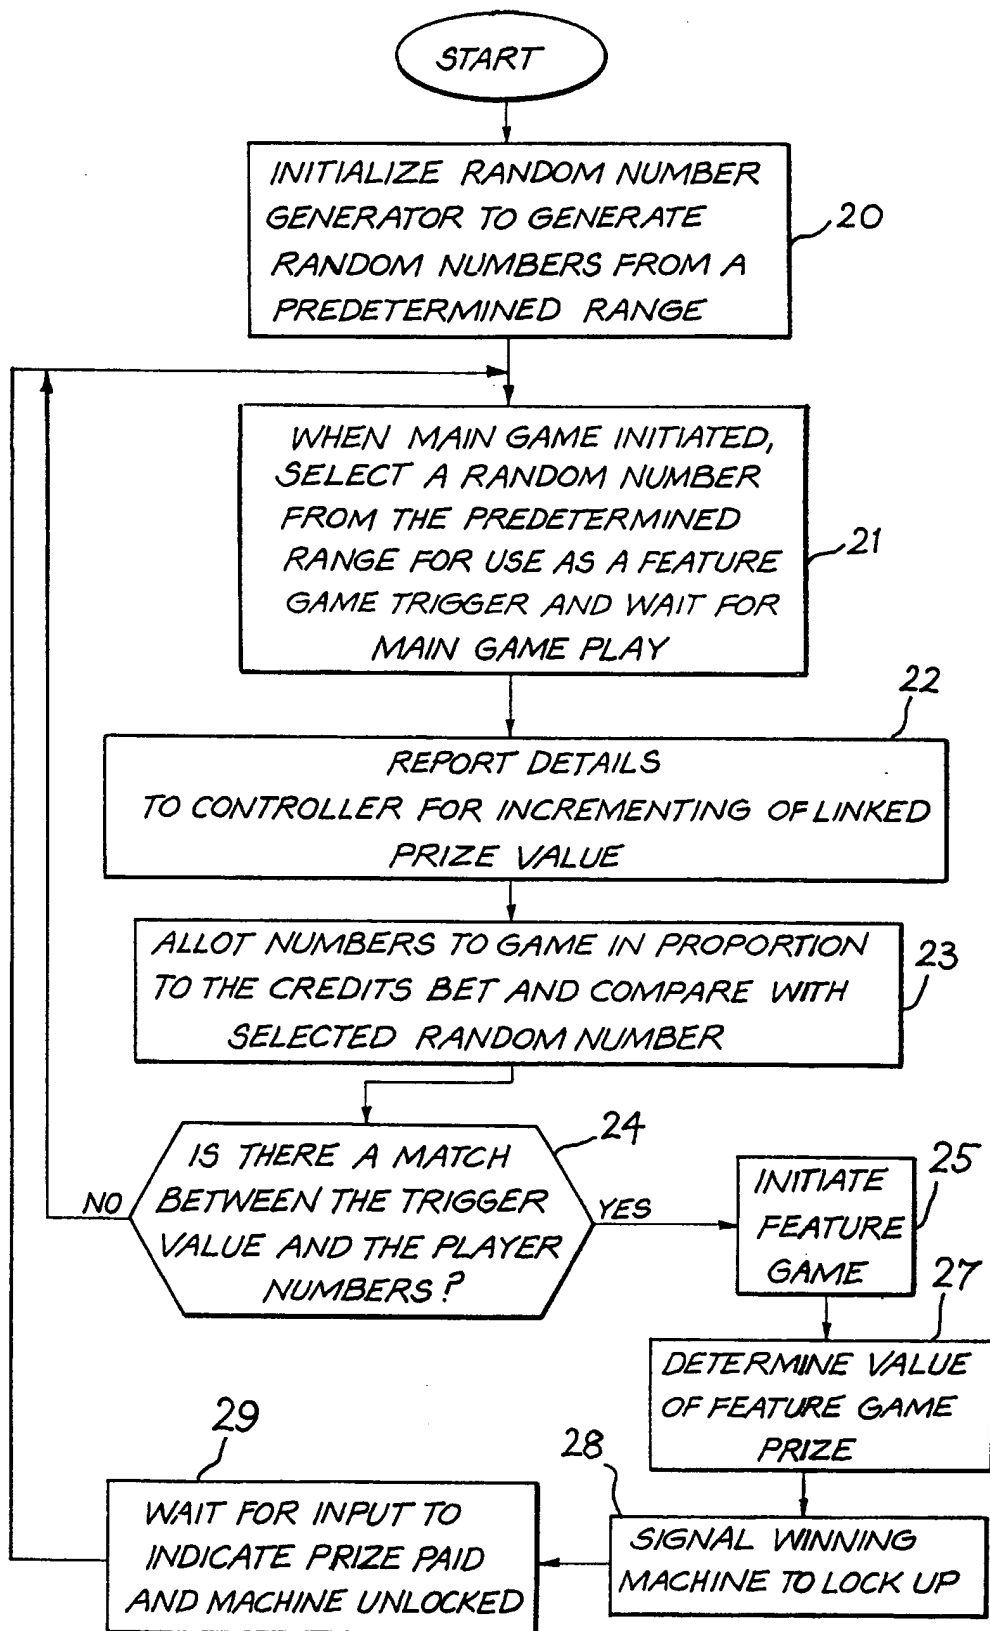 START
INITIALIZE RANDOM NUMBER
GENERATOR TO GENERATE
RANDOM NUMBERS FROM A
PREDETERMINED RANGE
20
WHEN MAIN GAME INITIATED,
SELECT A RANDOM NUMBER
FROM THE PREDETERMINED
RANGE FOR USE AS A FEATURE
GAME TRIGGER AND WAIT FOR
MAIN GAME PLAY
21
22
REPORT DETAILS
TO CONTROLLER FOR INCREMENTING OF LINKED
PRIZE VALUE
ALLOT NUMBERS TO GAME IN PROPORTION
TO THE CREDITS BET AND COMPARE WITH
SELECTED RANDOM NUMBER
23
24
IS THERE A MATCH
BETWEEN THE TRIGGER
VALUE AND THE PLAYER
NUMBERS?
NO
YES
25
INITIATE
FEATURE
GAME
27
DETERMINE VALUE
OF FEATURE GAME
PRIZE
28
SIGNAL WINNING
MACHINE TO LOCK UP
29
WAIT FOR INPUT TO
INDICATE PRIZE PAID
AND MACHINE UNLOCKED